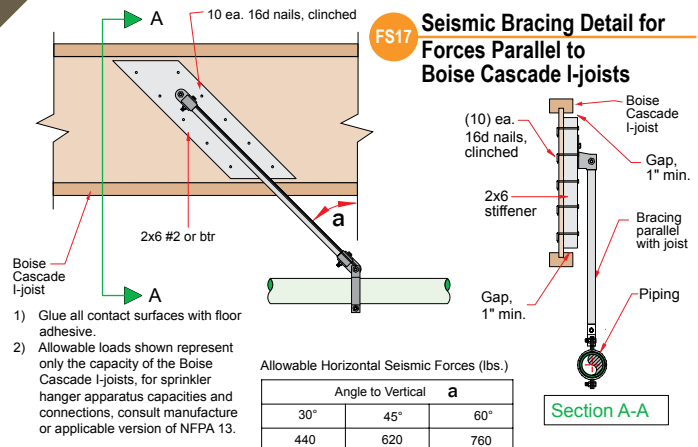 FS17
Seismic Bracing Detail for
Forces Parallel to
Boise Cascade I-joists
A
10 ea. 16d nails, clinched
a
2x6 #2 or btr
Boise
Cascade
I-joist
A
1) Glue all contact surfaces with floor
adhesive.
2) Allowable loads shown represent
only the capacity of the Boise
Cascade I-joists, for sprinkler
hanger apparatus capacities and
connections, consult manufacture
or applicable version of NFPA 13.
Allowable Horizontal Seismic Forces (lbs.)
Angle to Vertical a
30° 45° 60°
440 620 760
(10) ea.
16d nails,
clinched
Boise
Cascade
I-joist
Gap,
1" min.
2x6
stiffener
Bracing
parallel
with joist
Gap,
1" min.
Piping
Section A-A